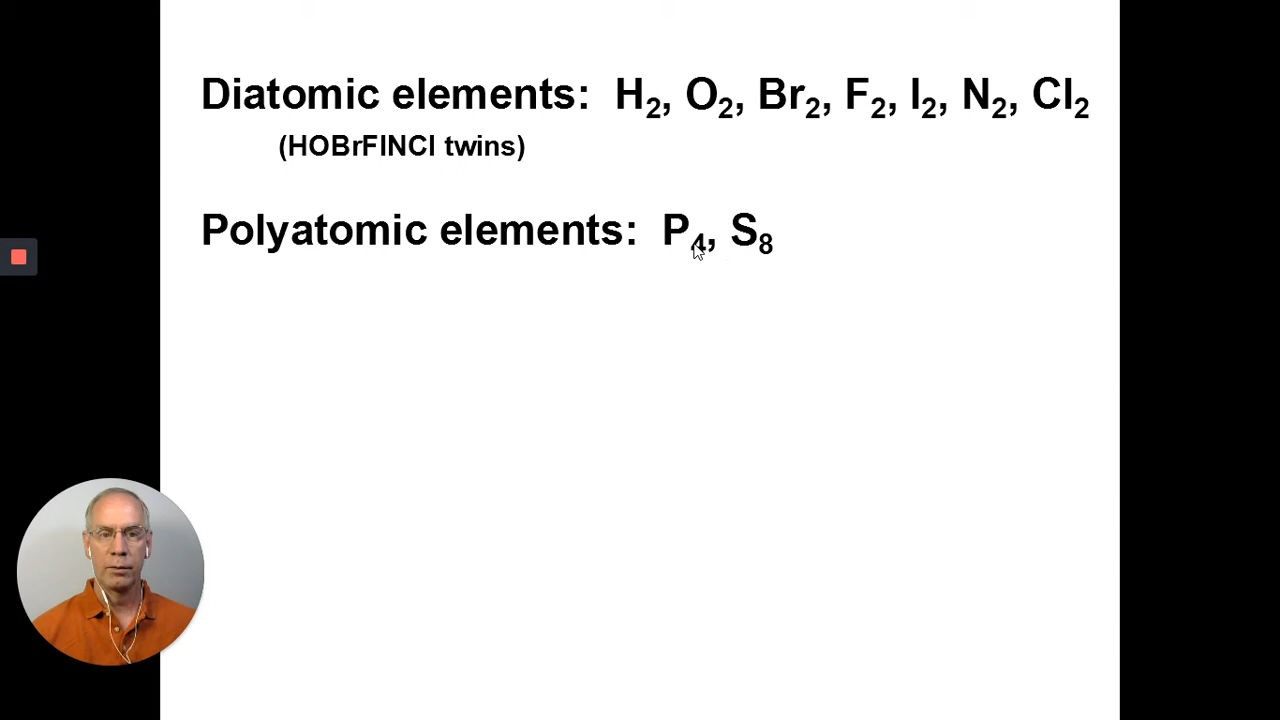 Diatomic elements: H₂, O₂, Br₂, F₂, I₂, N₂, Cl₂
(HOBrFINCl twins)
Polyatomic elements: P₄, S₈